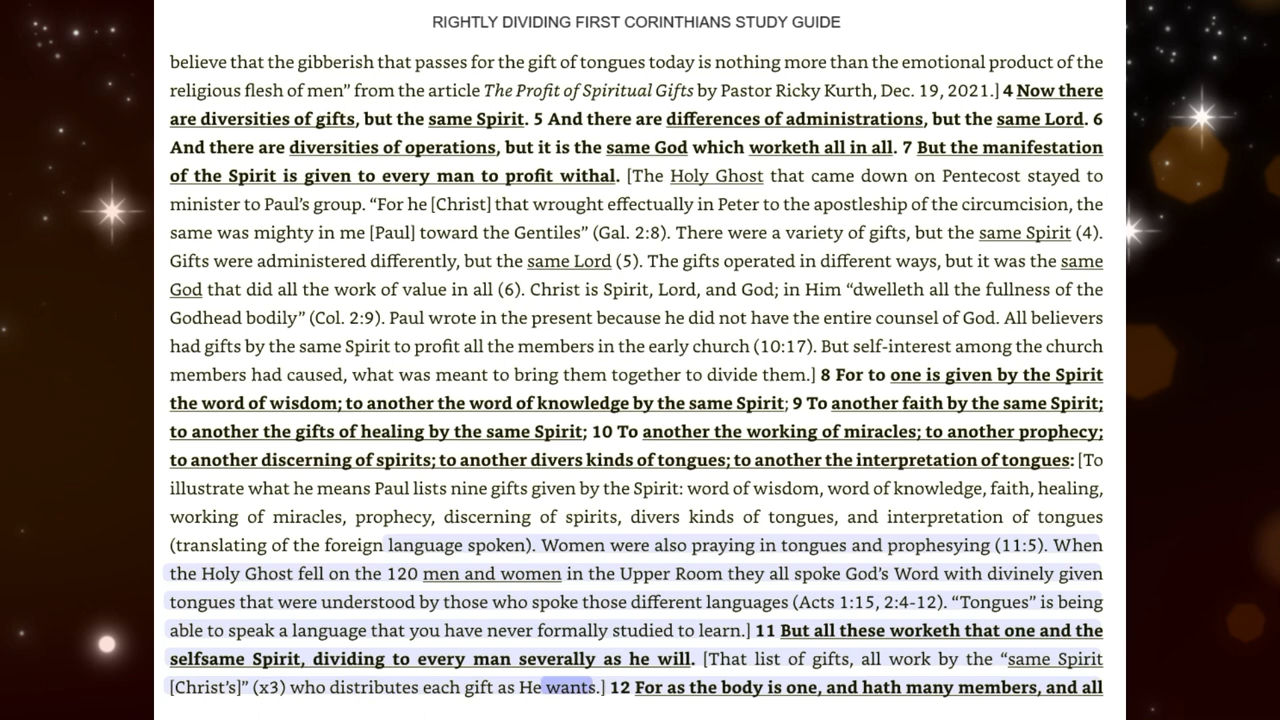 RIGHTLY DIVIDING FIRST CORINTHIANS STUDY GUIDE
believe that the gibberish that passes for the gift of tongues today is nothing more than the emotional product of the
religious flesh of men” from the article The Profit of Spiritual Gifts by Pastor Ricky Kurth, Dec. 19, 2021.] 4 Now there
are diversities of gifts, but the same Spirit. 5 And there are differences of administrations, but the same Lord. 6
And there are diversities of operations, but it is the same God which worketh all in all. 7 But the manifestation
of the Spirit is given to every man to profit withal. [The Holy Ghost that came down on Pentecost stayed to
minister to Paul’s group. “For he [Christ] that wrought effectually in Peter to the apostleship of the circumcision, the
same was mighty in me [Paul] toward the Gentiles” (Gal. 2:8). There were a variety of gifts, but the same Spirit (4).
Gifts were administered differently, but the same Lord (5). The gifts operated in different ways, but it was the same
God that did all the work of value in all (6). Christ is Spirit, Lord, and God; in Him “dwelleth all the fullness of the
Godhead bodily” (Col. 2:9). Paul wrote in the present because he did not have the entire counsel of God. All believers
had gifts by the same Spirit to profit all the members in the early church (10:17). But self-interest among the church
members had caused, what was meant to bring them together to divide them.] 8 For to one is given by the Spirit
the word of wisdom; to another the word of knowledge by the same Spirit; 9 To another faith by the same Spirit;
to another the gifts of healing by the same Spirit; 10 To another the working of miracles; to another prophecy;
to another discerning of spirits; to another divers kinds of tongues; to another the interpretation of tongues: [To
illustrate what he means Paul lists nine gifts given by the Spirit: word of wisdom, word of knowledge, faith, healing,
working of miracles, prophecy, discerning of spirits, divers kinds of tongues, and interpretation of tongues
(translating of the foreign language spoken). Women were also praying in tongues and prophesying (11:5). When
the Holy Ghost fell on the 120 men and women in the Upper Room they all spoke God’s Word with divinely given
tongues that were understood by those who spoke those different languages (Acts 1:15, 2:4-12). “Tongues” is being
able to speak a language that you have never formally studied to learn.] 11 But all these worketh that one and the
selfsame Spirit, dividing to every man severally as he will. [That list of gifts, all work by the “same Spirit
[Christ’s]” (x3) who distributes each gift as He wants.] 12 For as the body is one, and hath many members, and all